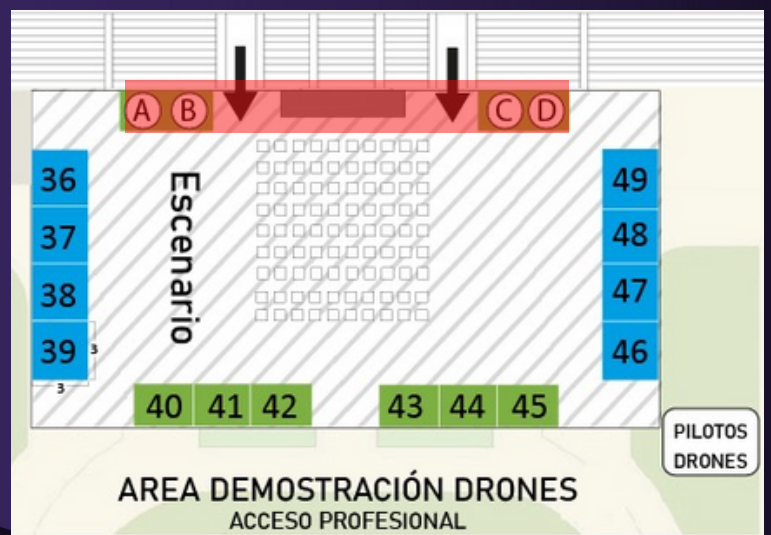 A B C D
36 49
37 48
38 47
39 46
3
3
Escenario
40 41 42 43 44 45
PILOTOS
DRONES
AREA DEMOSTRACIÓN DRONES
ACCESO PROFESIONAL